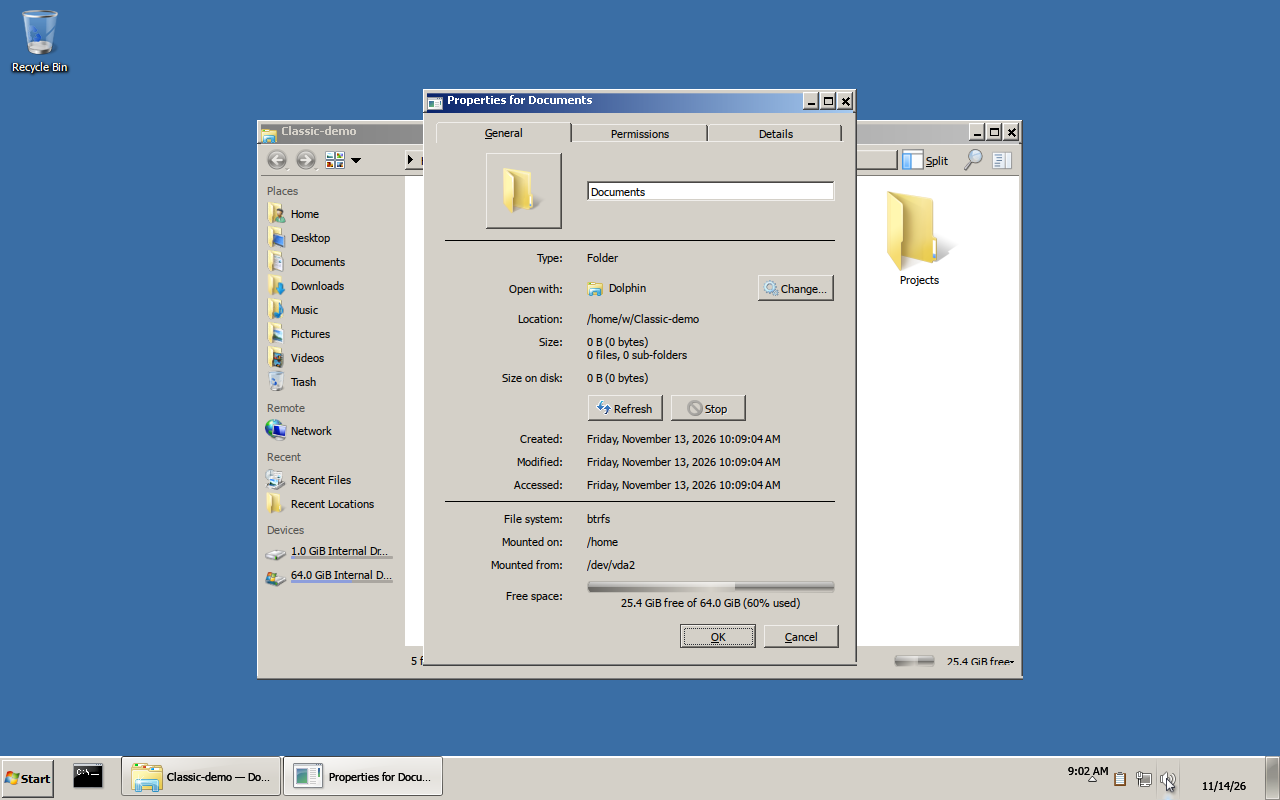 Recycle Bin
Properties for Documents
Classic-demo
General
Permissions
Details
Split
Places
Home
Desktop
Documents
Downloads
Music
Pictures
Videos
Trash
Remote
Network
Recent
Recent Files
Recent Locations
Devices
1.0 GiB Internal Dr...
64.0 GiB Internal D...
Documents
Type: Folder
Open with: Dolphin
Change...
Location: /home/w/Classic-demo
Size: 0 B (0 bytes)
0 files, 0 sub-folders
Size on disk: 0 B (0 bytes)
Refresh
Stop
Created: Friday, November 13, 2026 10:09:04 AM
Modified: Friday, November 13, 2026 10:09:04 AM
Accessed: Friday, November 13, 2026 10:09:04 AM
File system: btrfs
Mounted on: /home
Mounted from: /dev/vda2
Free space:
25.4 GiB free of 64.0 GiB (60% used)
OK
Cancel
Projects
5 f
25.4 GiB free
Start
C:\
Classic-demo — Do...
Properties for Docu...
9:02 AM
11/14/26